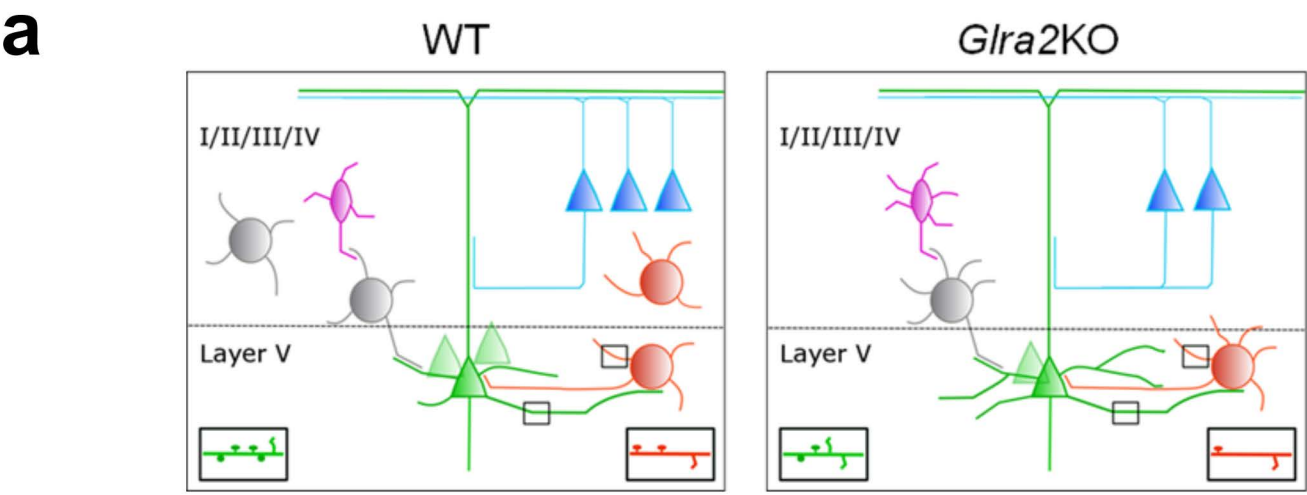 a
WT
Glra2KO
I/II/III/IV
I/II/III/IV
Layer V
Layer V